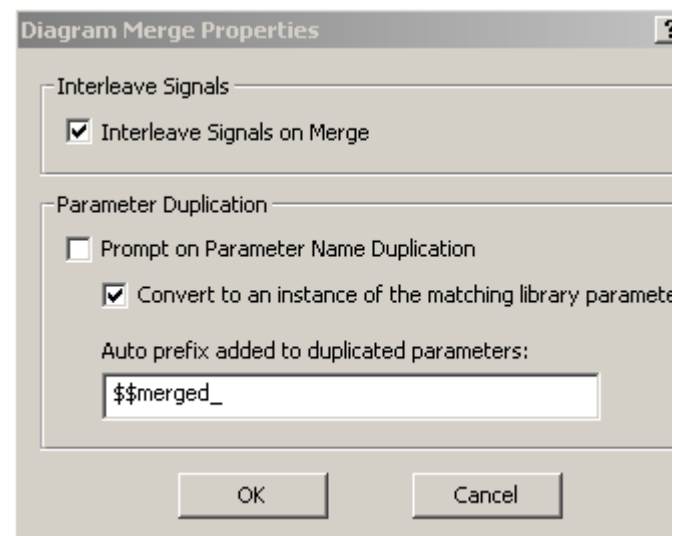 Diagram Merge Properties ?
Interleave Signals
Interleave Signals on Merge
Parameter Duplication
Prompt on Parameter Name Duplication
Convert to an instance of the matching library paramete
Auto prefix added to duplicated parameters:
$$merged_
OK Cancel